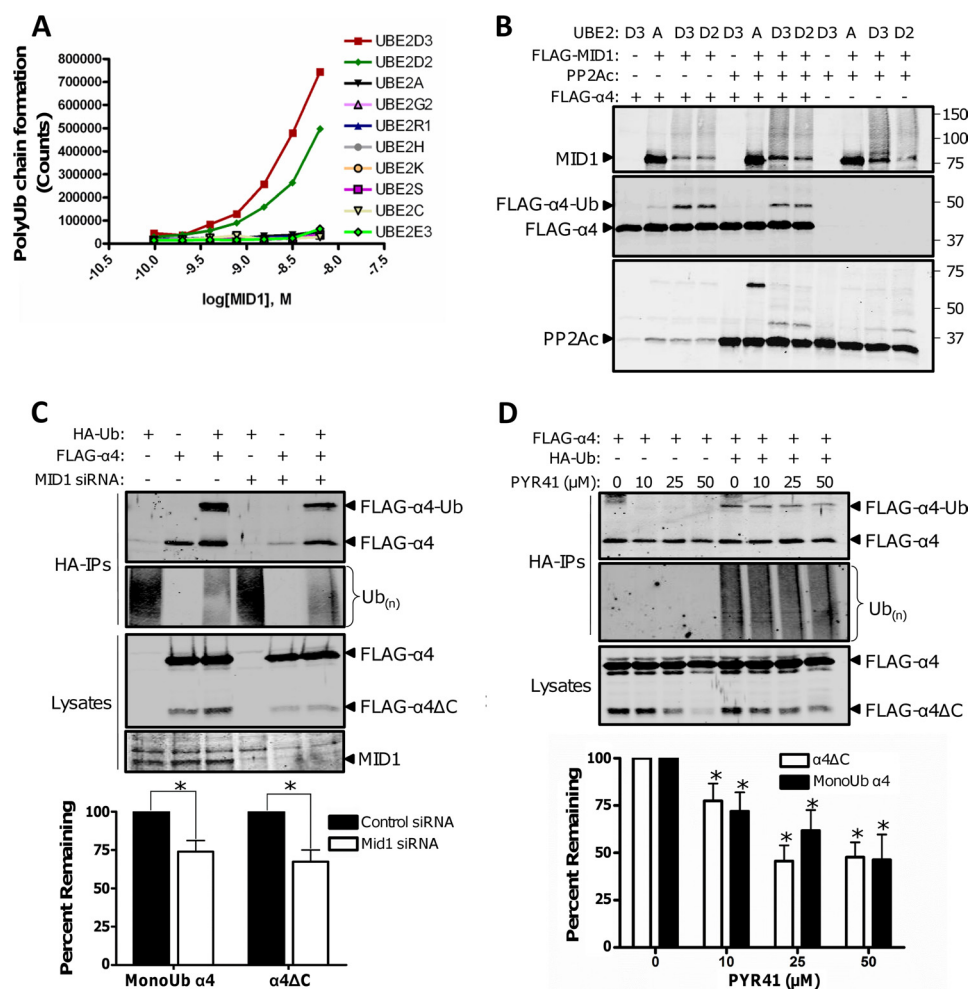 A
PolyUb chain formation
(Counts)
800000
700000
600000
500000
400000
300000
200000
100000
0
-10.5
-10.0
-9.5
-9.0
-8.5
-8.0
-7.5
log[MID1], M
UBE2D3
UBE2D2
UBE2A
UBE2G2
UBE2R1
UBE2H
UBE2K
UBE2S
UBE2C
UBE2E3
B
UBE2: D3 A D3 D2 D3 A D3 D2 D3 A D3 D2
FLAG-MID1: - + + + - + + + - + + +
PP2Ac: - - - - + + + + + + + +
FLAG-α4: + + + + + + + + - - - -
MID1
150
100
75
FLAG-α4-Ub
FLAG-α4
50
37
PP2Ac
75
50
37
C
HA-Ub: + - + + - +
FLAG-α4: - + + - + +
MID1 siRNA: - - - + + +
HA-IPs
FLAG-α4-Ub
FLAG-α4
Ub(n)
Lysates
FLAG-α4
FLAG-α4ΔC
MID1
Percent Remaining
100
75
50
25
0
* *
Control siRNA
Mid1 siRNA
MonoUb α4
α4ΔC
D
FLAG-α4: + + + + + + + +
HA-Ub: - - - - + + + +
PYR41 (μM): 0 10 25 50 0 10 25 50
HA-IPs
FLAG-α4-Ub
FLAG-α4
Ub(n)
Lysates
FLAG-α4
FLAG-α4ΔC
Percent Remaining
100
75
50
25
0
* * * * * *
α4ΔC
MonoUb α4
0
10
25
50
PYR41 (μM)